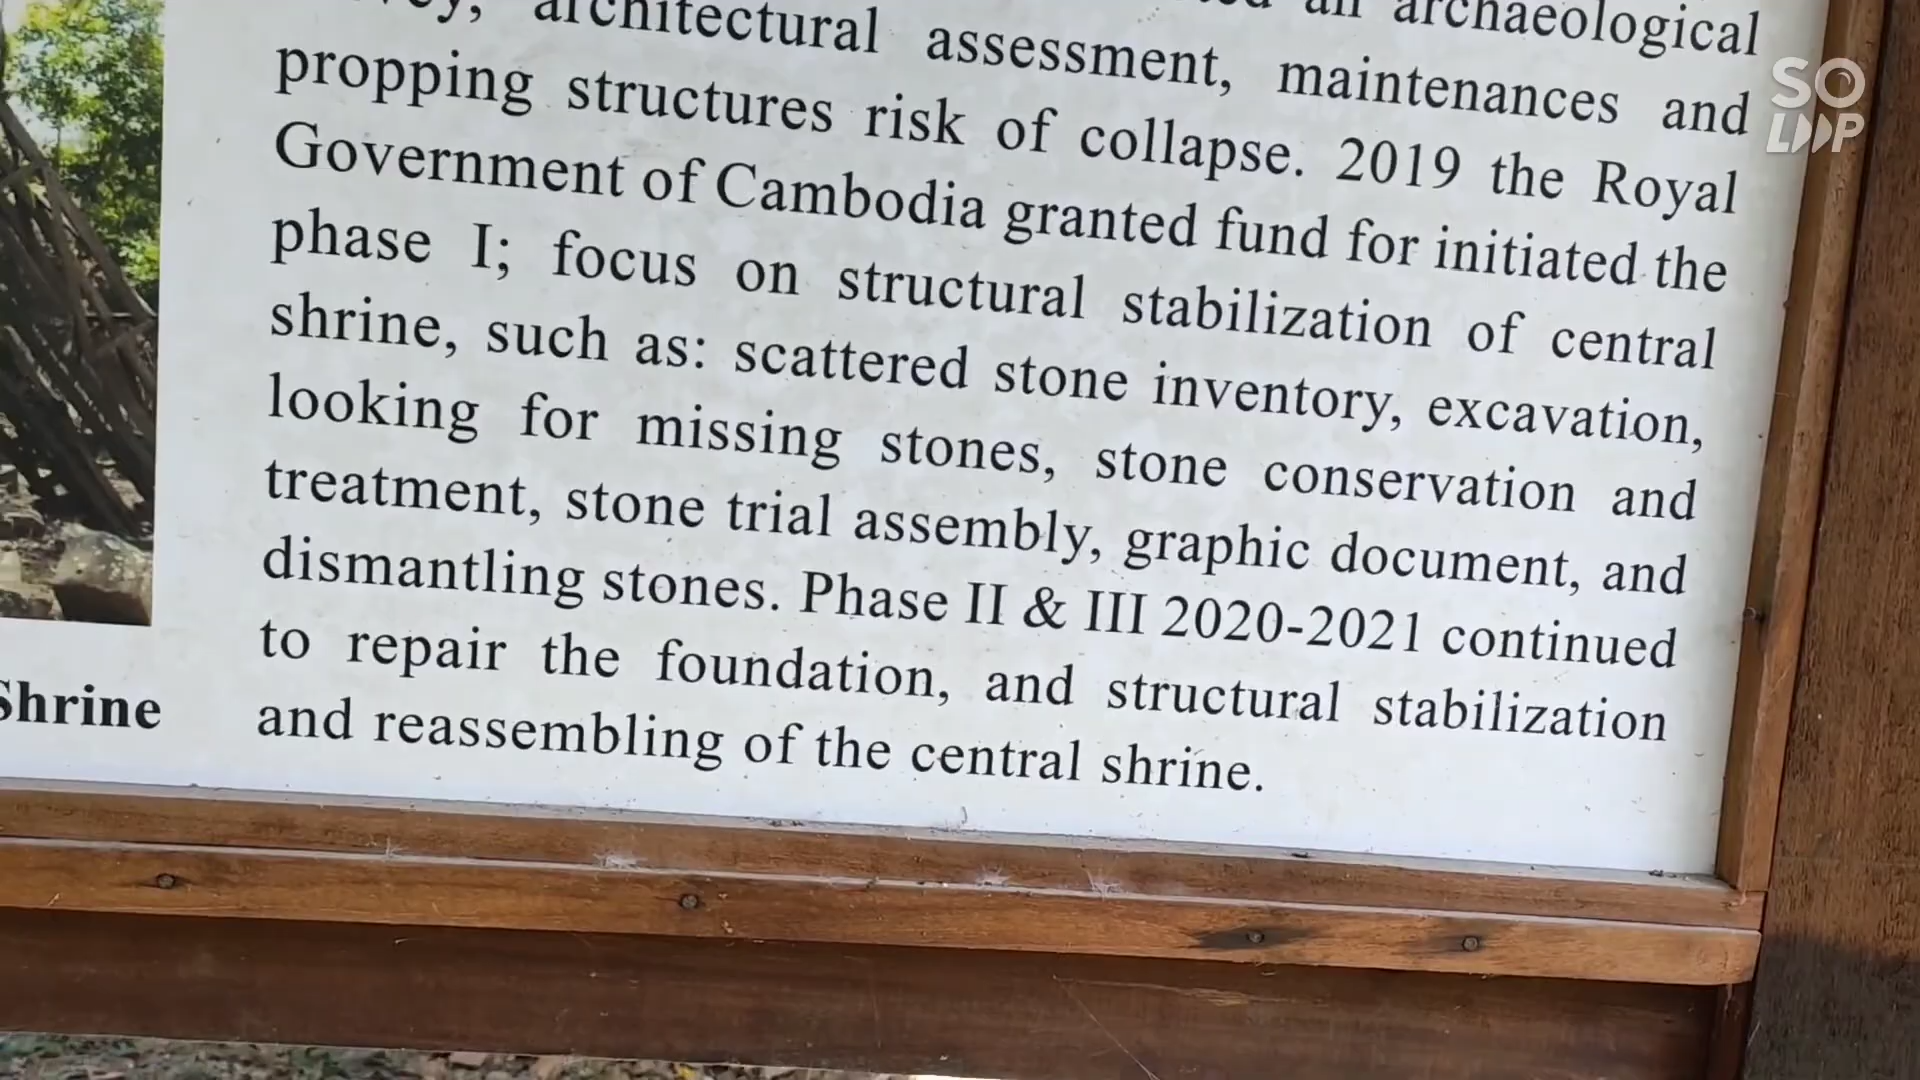 architectural assessment, maintenances and
archaeological
propping structures risk of collapse. 2019 the Royal
Government of Cambodia granted fund for initiated the
phase I; focus on structural stabilization of central
shrine, such as: scattered stone inventory, excavation,
looking for missing stones, stone conservation and
treatment, stone trial assembly, graphic document, and
dismantling stones. Phase II & III 2020-2021 continued
to repair the foundation, and structural stabilization
and reassembling of the central shrine.
Shrine
SO
LOOP